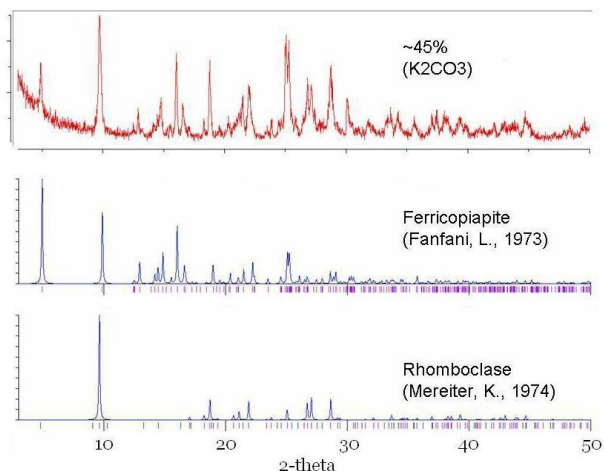 ~45%
(K2CO3)
Ferricopiapite
(Fanfani, L., 1973)
Rhomboclase
(Mereiter, K., 1974)
10 20 30 40 50
2-theta